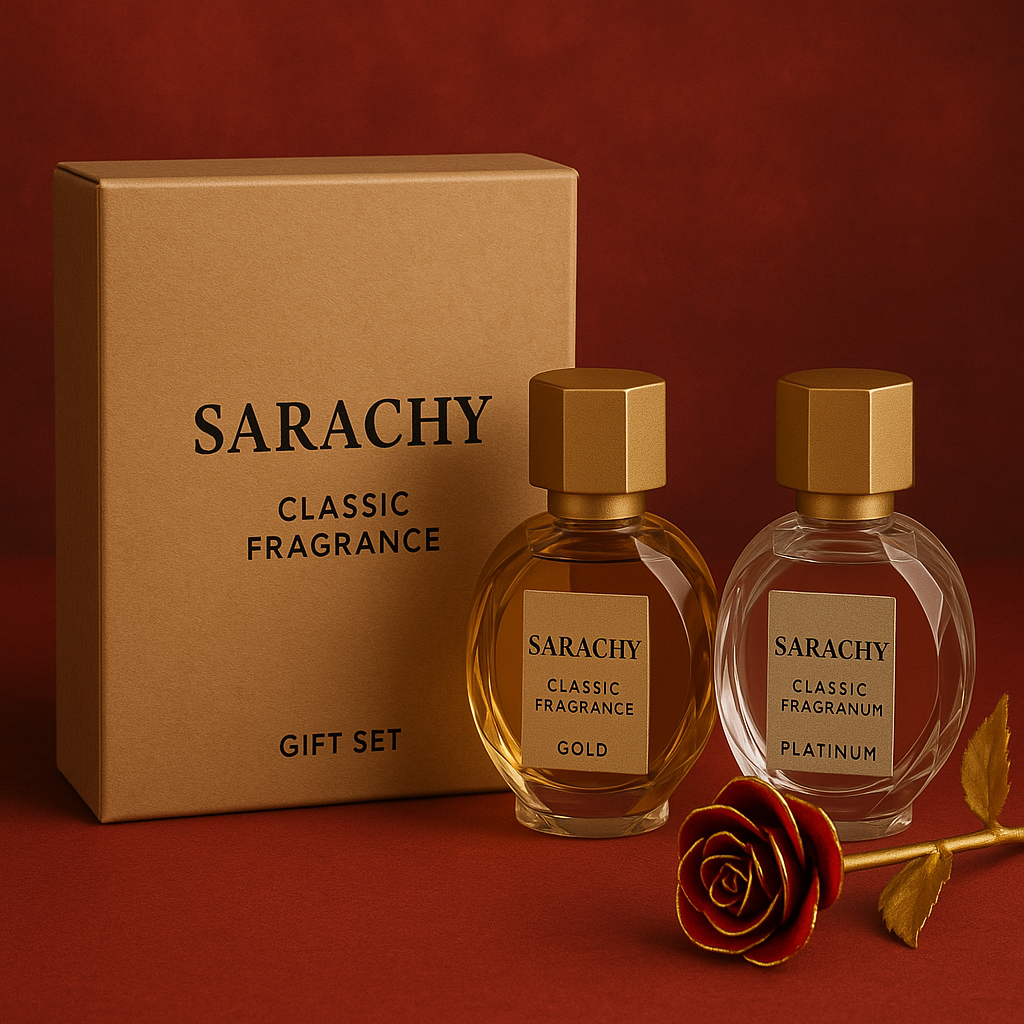 SARACHY
CLASSIC
FRAGRANCE
GIFT SET
SARACHY
CLASSIC
FRAGRANCE
GOLD
SARACHY
CLASSIC
FRAGRANUM
PLATINUM